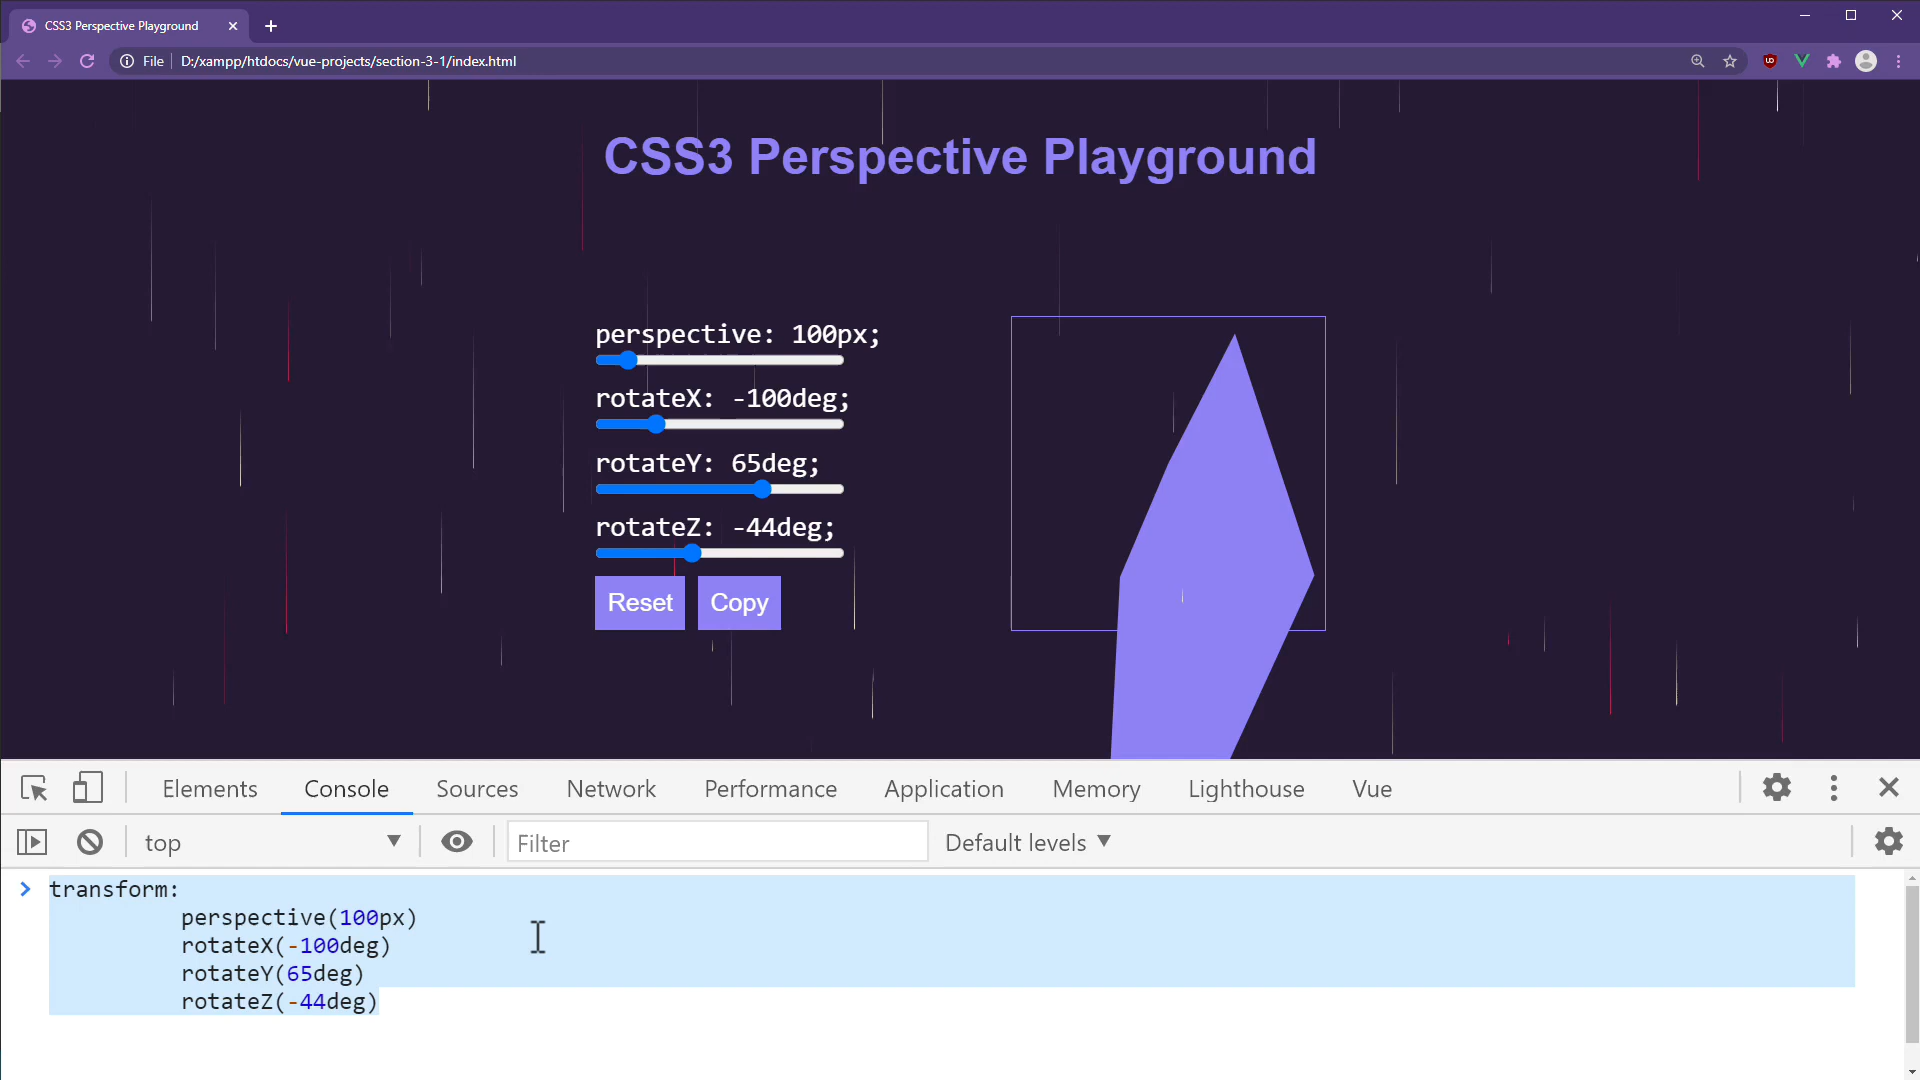 CSS3 Perspective Playground
File D:/xampp/htdocs/vue-projects/section-3-1/index.html
CSS3 Perspective Playground
perspective: 100px;
rotateX: -100deg;
rotateY: 65deg;
rotateZ: -44deg;
Reset Copy
Elements Console Sources Network Performance Application Memory Lighthouse Vue
top Filter Default levels
transform:
perspective(100px)
rotateX(-100deg)
rotateY(65deg)
rotateZ(-44deg)